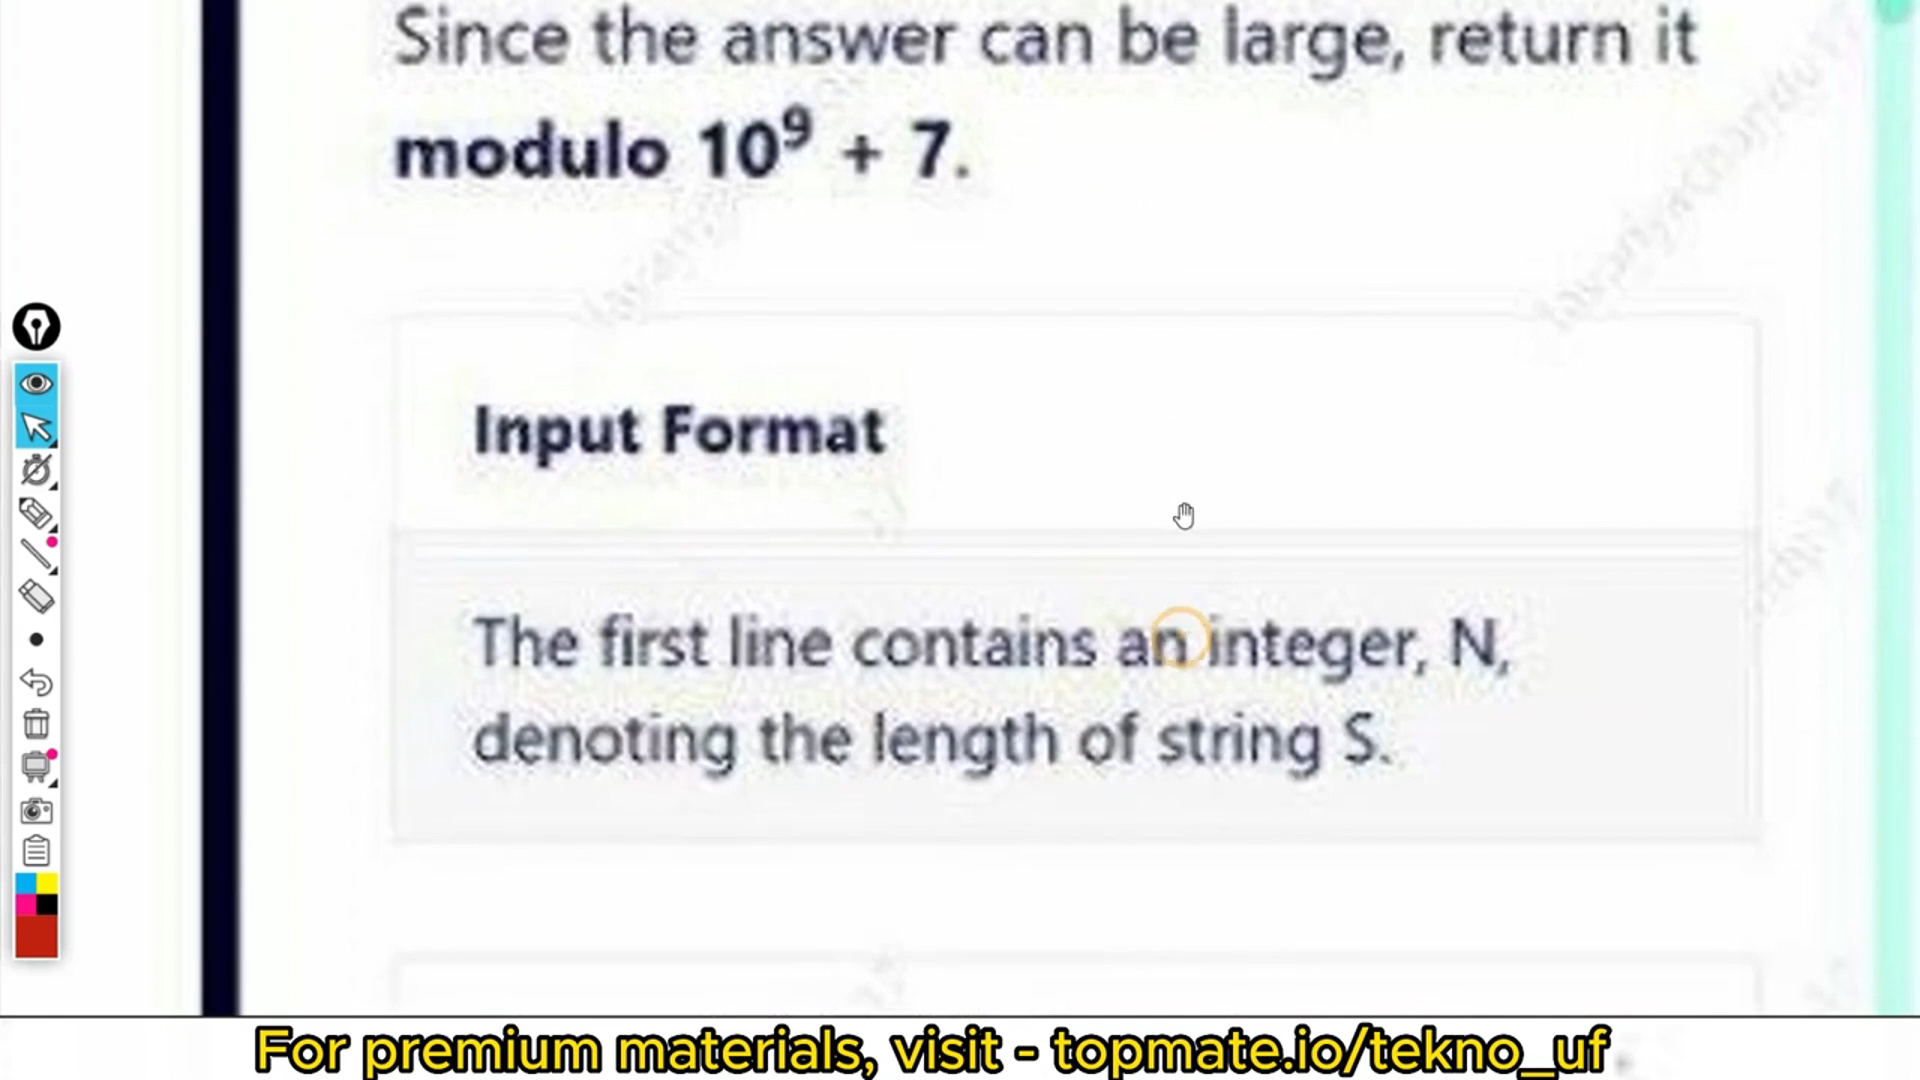 Since the answer can be large, return it
modulo 10⁹ + 7.
Input Format
The first line contains an integer, N,
denoting the length of string S.
For premium materials, visit - topmate.io/tekno_uf